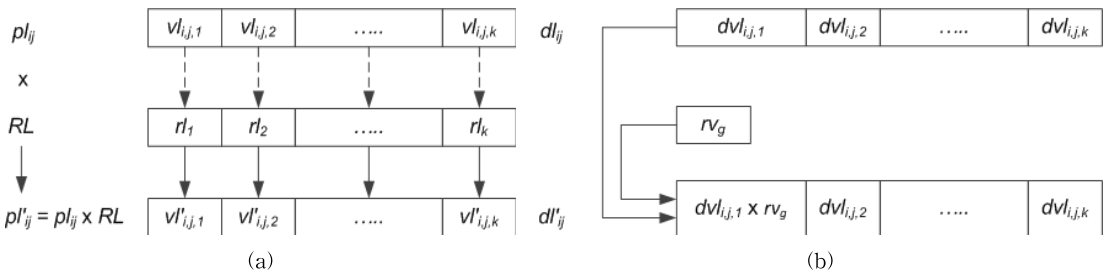 pl_ij vl_i,j,1 vl_i,j,2 ..... vl_i,j,k
x
RL rl_1 rl_2 ..... rl_k
pl'_ij = pl_ij x RL vl'_i,j,1 vl'_i,j,2 ..... vl'_i,j,k
(a)
dl_ij dvl_i,j,1 dvl_i,j,2 ..... dvl_i,j,k
rv_g
dl'_ij dvl_i,j,1 x rv_g dvl_i,j,2 ..... dvl_i,j,k
(b)